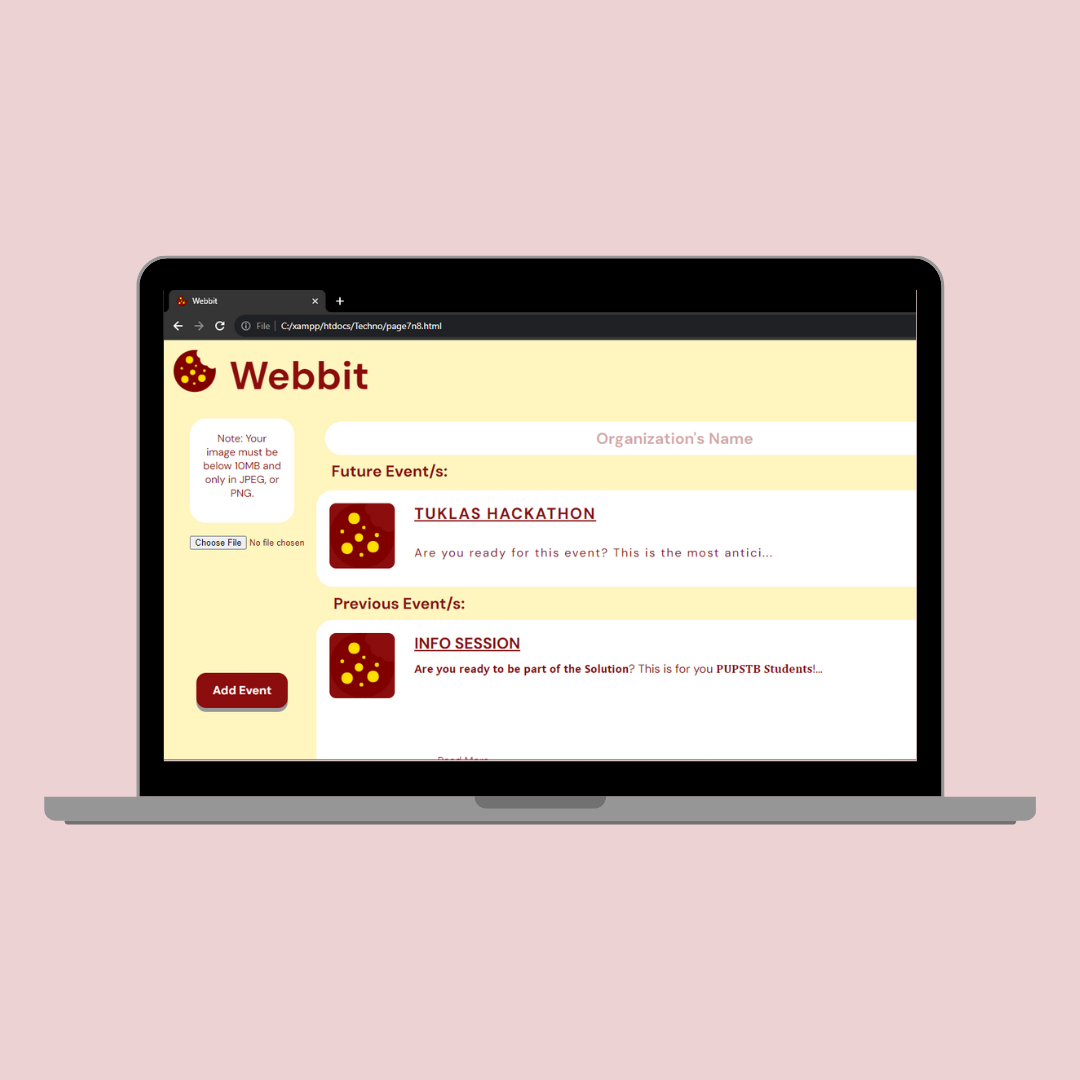 Webbit
File C:/xampp/htdocs/Techno/page7n8.html
Webbit
Note: Your
image must be
below 10MB and
only in JPEG, or
PNG.
Choose File No file chosen
Add Event
Organization's Name
Future Event/s:
TUKLAS HACKATHON
Are you ready for this event? This is the most antici...
Previous Event/s:
INFO SESSION
Are you ready to be part of the Solution? This is for you PUPSTB Students!...
Read More